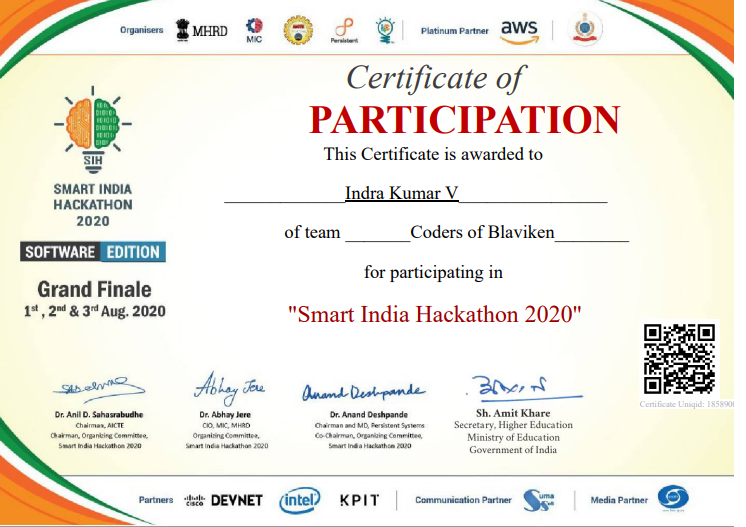 Organisers MHRD MIC Persistent Platinum Partner aws
Certificate of
PARTICIPATION
This Certificate is awarded to
Indra Kumar V
of team ________Coders of Blaviken________
for participating in
"Smart India Hackathon 2020"
SIH
SMART INDIA
HACKATHON
2020
SOFTWARE EDITION
Grand Finale
1st , 2nd & 3rd Aug. 2020
Certificate Uniqid:
Abhay Jere
Anand Deshpande
Dr. Anil D. Sahasrabudhe
Chairman, AICTE
Chairman, Organizing Committee,
Smart India Hackathon 2020
Dr. Abhay Jere
CIO, MIC, MHRD
Organizing Committee,
Smart India Hackathon 2020
Dr. Anand Deshpande
Chairman and MD, Persistent Systems
Co-Chairman, Organizing Committee,
Smart India Hackathon 2020
Sh. Amit Khare
Secretary, Higher Education
Ministry of Education
Government of India
Partners CISCO DEVNET intel KPIT Communication Partner Suma Soft Media Partner